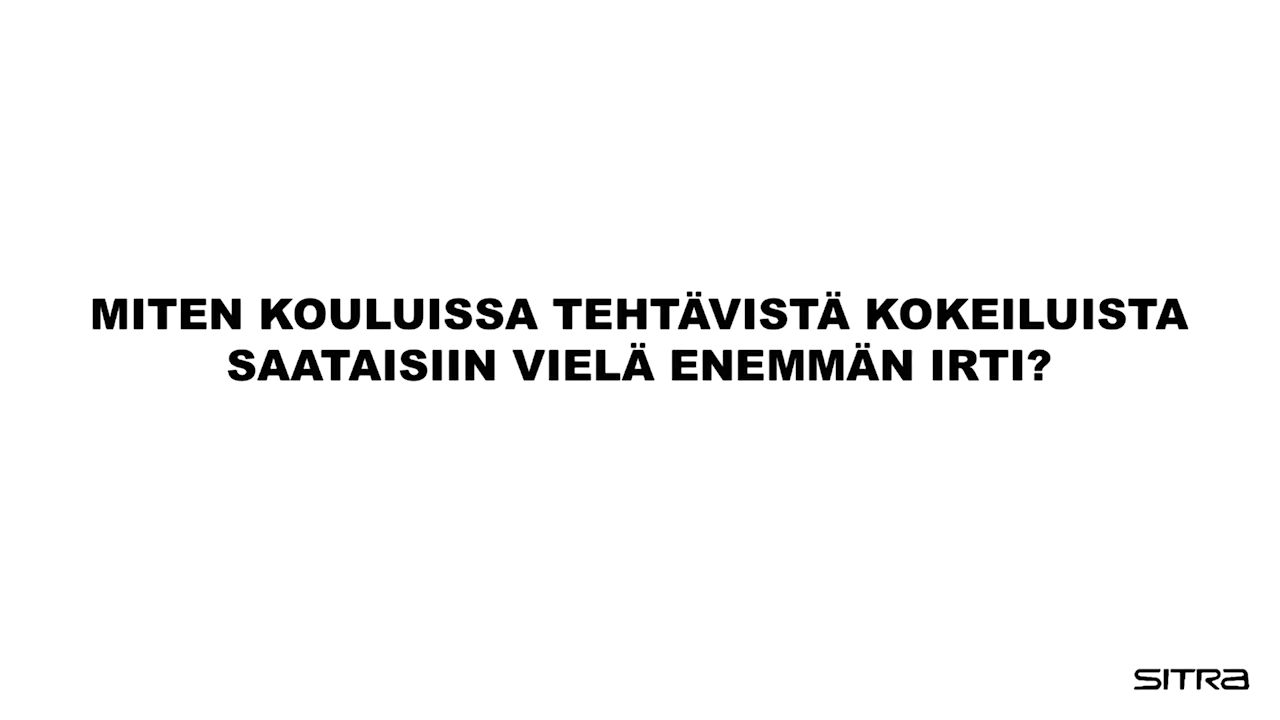 MITEN KOULUISSA TEHTÄVISTÄ KOKEILUISTA
SAATAISIIN VIELÄ ENEMMÄN IRTI?
SITRA